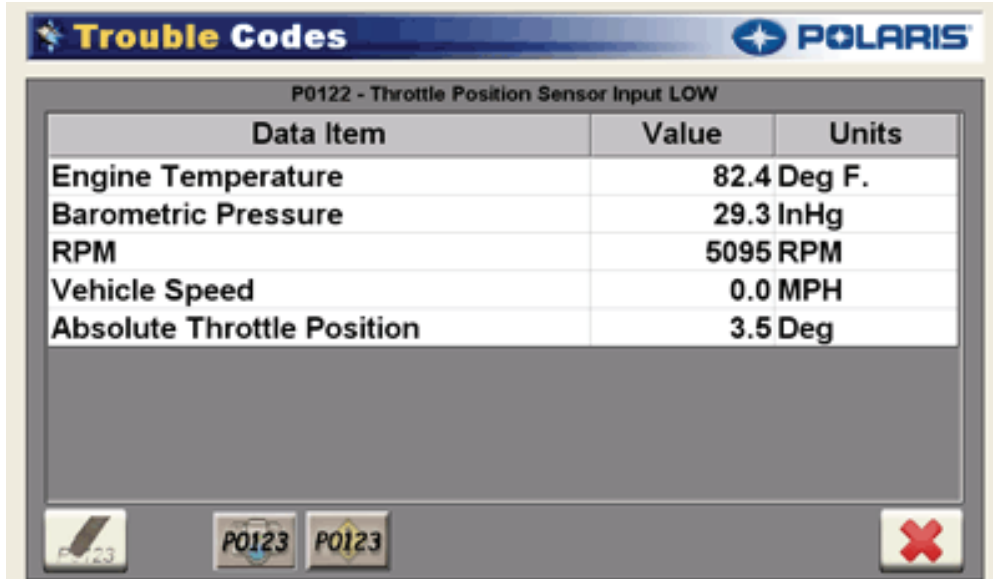 Trouble Codes POLARIS
P0122 - Throttle Position Sensor Input LOW
Data Item Value Units
Engine Temperature 82.4 Deg F.
Barometric Pressure 29.3 InHg
RPM 5095 RPM
Vehicle Speed 0.0 MPH
Absolute Throttle Position 3.5 Deg
P0123 P0123 P0123